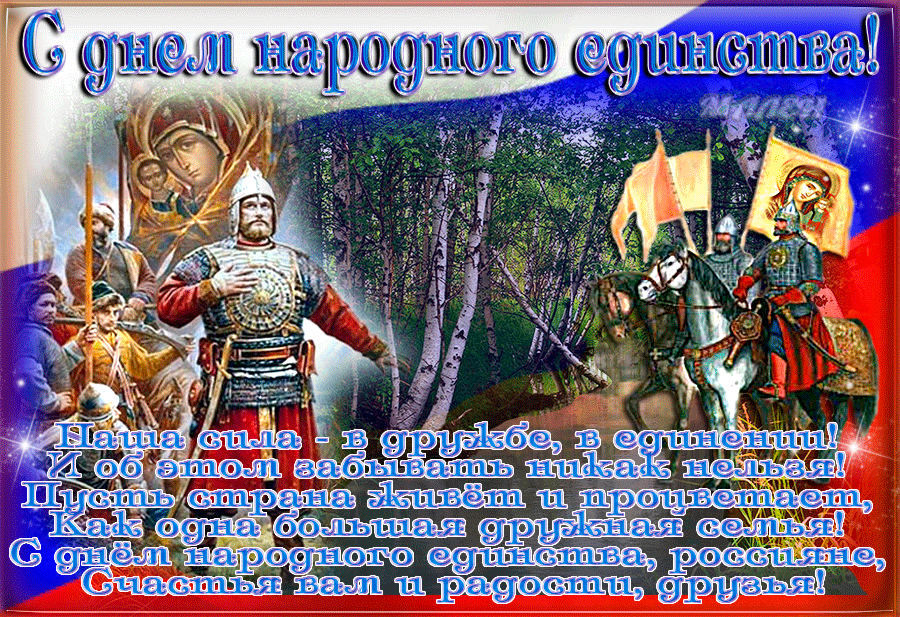 С днем народного единства!
Наша сила - в дружбе, в единении!
И об этом забывать никак нельзя!
Пусть страна живёт и процветает,
Как одна большая дружная семья!
С днём народного единства, россияне,
Счастья вам и радости, друзья!